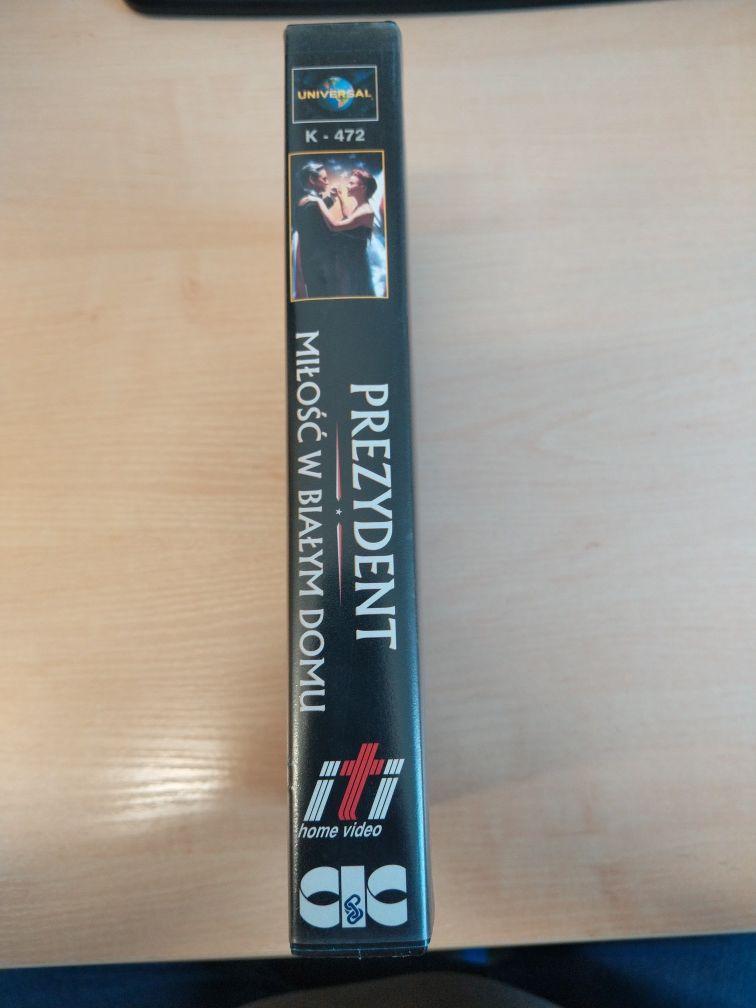 UNIVERSAL
K - 472
PREZYDENT
MIŁOŚĆ W BIAŁYM DOMU
iti
home video
CIC